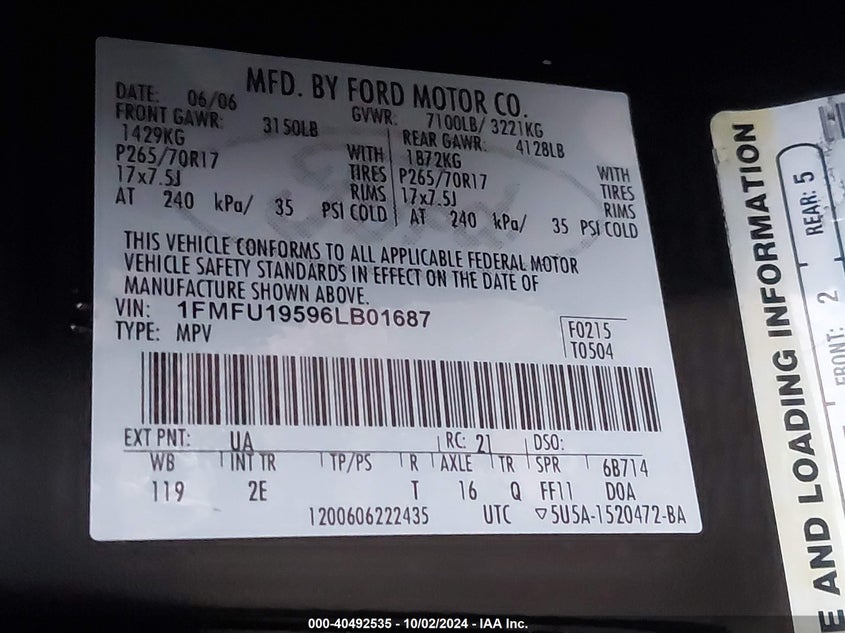 MFD. BY FORD MOTOR CO.
DATE: 06/06 GVWR: 7100LB/ 3221KG
FRONT GAWR: 3150LB REAR GAWR: 4128LB
1429KG WITH 1872KG WITH
P265/70R17 TIRES P265/70R17 TIRES
17x7.5J RIMS 17x7.5J RIMS
AT 240 kPa/ 35 PSI COLD AT 240 kPa/ 35 PSI COLD
THIS VEHICLE CONFORMS TO ALL APPLICABLE FEDERAL MOTOR
VEHICLE SAFETY STANDARDS IN EFFECT ON THE DATE OF
MANUFACTURE SHOWN ABOVE.
VIN: 1FMFU19596LB01687
TYPE: MPV
F0215
T0504
EXT PNT: UA RC: 21 DSO:
WB INT TR TP/PS R AXLE TR SPR 6B714
119 2E T 16 Q FF11 DOA
1200606222435 UTC ▽5U5A-1520472-BA
E AND LOADING INFORMATION
FRONT: 2 REAR: 5
000-40492535 - 10/02/2024 - IAA Inc.